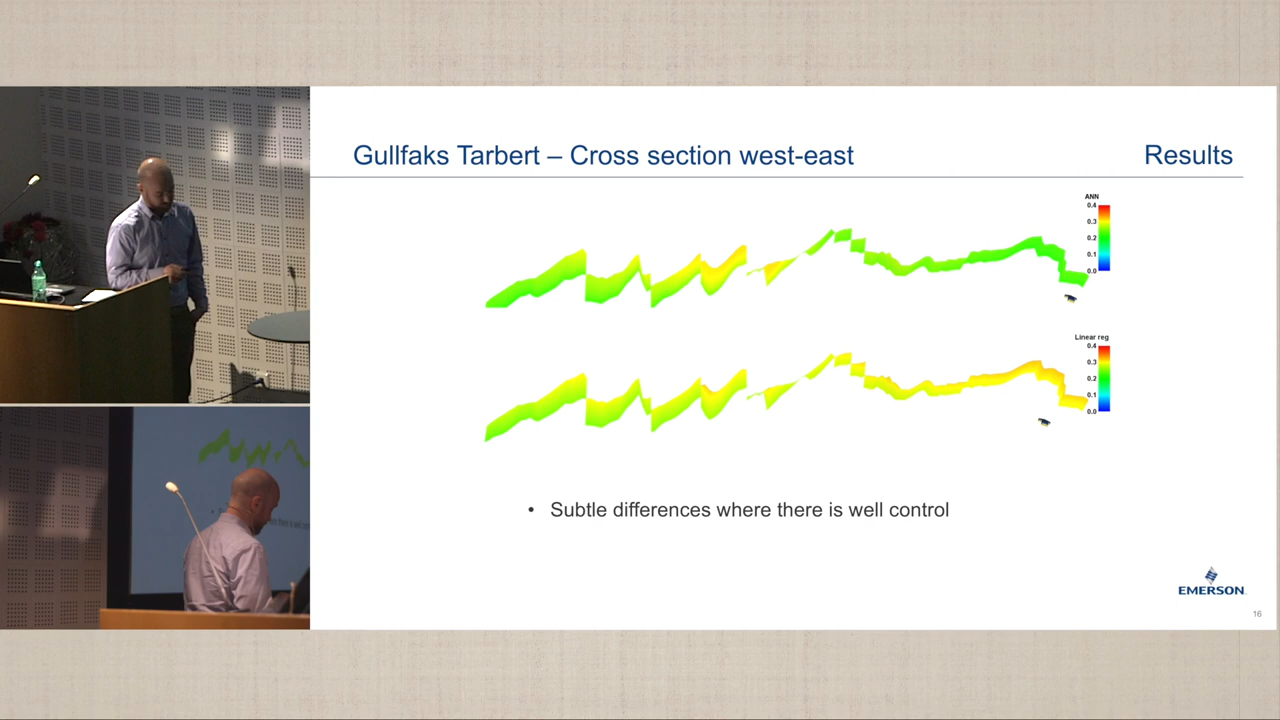 Gullfaks Tarbert – Cross section west-east
Results
ANN
0.4
0.3
0.2
0.1
0.0
Linear reg
0.4
0.3
0.2
0.1
0.0
• Subtle differences where there is well control
EMERSON
16